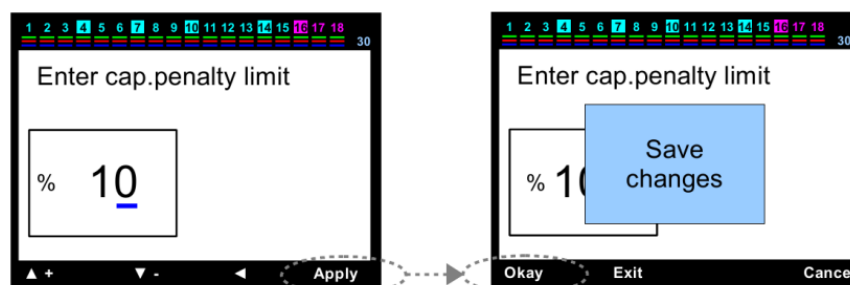 1 2 3 4 5 6 7 8 9 10 11 12 13 14 15 16 17 18
30
Enter cap.penalty limit
% 10
▲ + ▼ - ◄ Apply
1 2 3 4 5 6 7 8 9 10 11 12 13 14 15 16 17 18
30
Enter cap.penalty limit
Save
changes
% 10
Okay Exit Cance